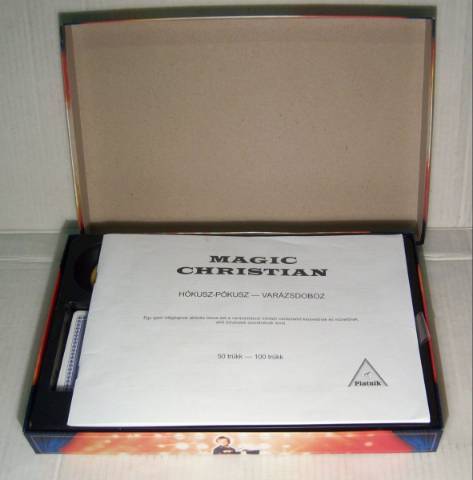 MAGIC
CHRISTIAN
HÓKUSZ-PÓKUSZ — VARÁZSDOBOZ
50 trükk — 100 trükk
Piatnik